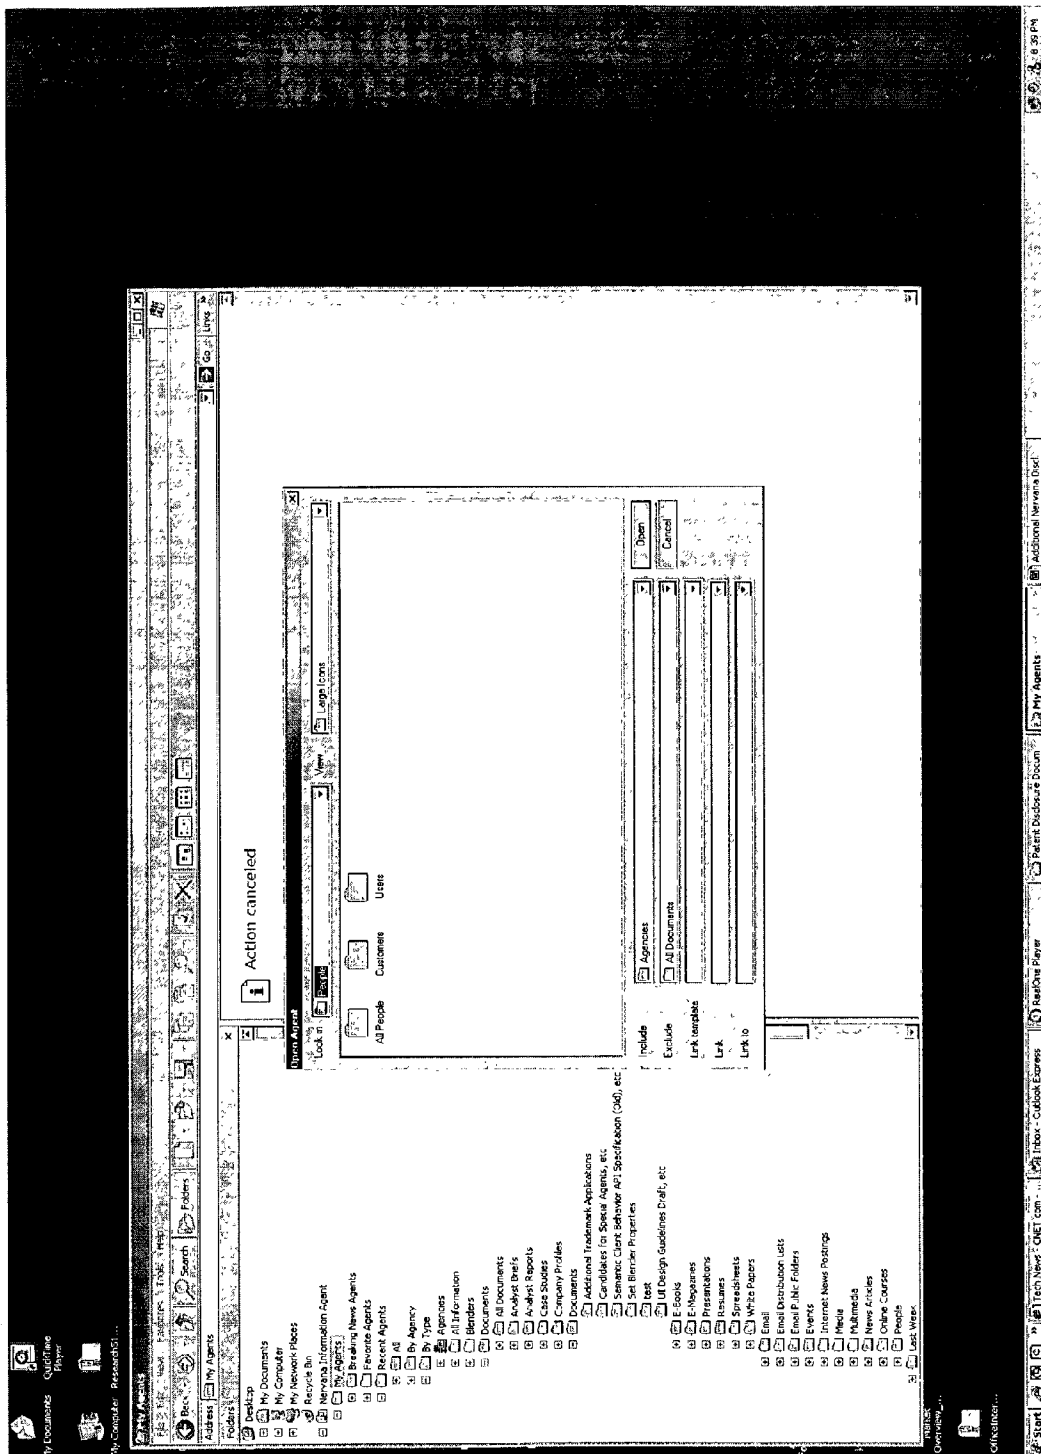 My Documents
QuickTime
Player
My Computer
ResearchSI...
My Agents
File
Edit
View
Favorites
Tools
Help
Back
Search
Folders
Address
My Agents
Go
Links
Folders
Desktop
My Documents
My Computer
My Network Places
Recycle Bin
Nervana Information Agent
My Agents
Breaking News Agents
Favorite Agents
Recent Agents
All
By Agency
By Type
Agencies
All Information
Blenders
Documents
All Documents
Analyst Briefs
Analyst Reports
Case Studies
Company Profiles
Documents
Additional Trademark Applications
Candidates for Special Agents, etc
Semantic Client Behavior API Specification (Old), etc
Set Blender Properties
test
UI Design Guidelines Draft, etc
E-Books
E-Magazines
Presentations
Resumes
Spreadsheets
White Papers
Email
Email Distribution Lists
Email Public Folders
Events
Internet News Postings
Media
Multimedia
News Articles
Online Courses
People
Last Week
Action canceled
Open Agent
Look in
People
View
Large Icons
All People
Customers
Users
Include
Agencies
Open
Exclude
All Documents
Cancel
Link template
Link
Link to
Market
Overview_...
OfficeInter...
Start
Tech News - CNET.com - ...
Inbox - Outlook Express
RealOne Player
Patent Disclosure Docum
My Agents
Additional Nervana Discl
8:39 PM